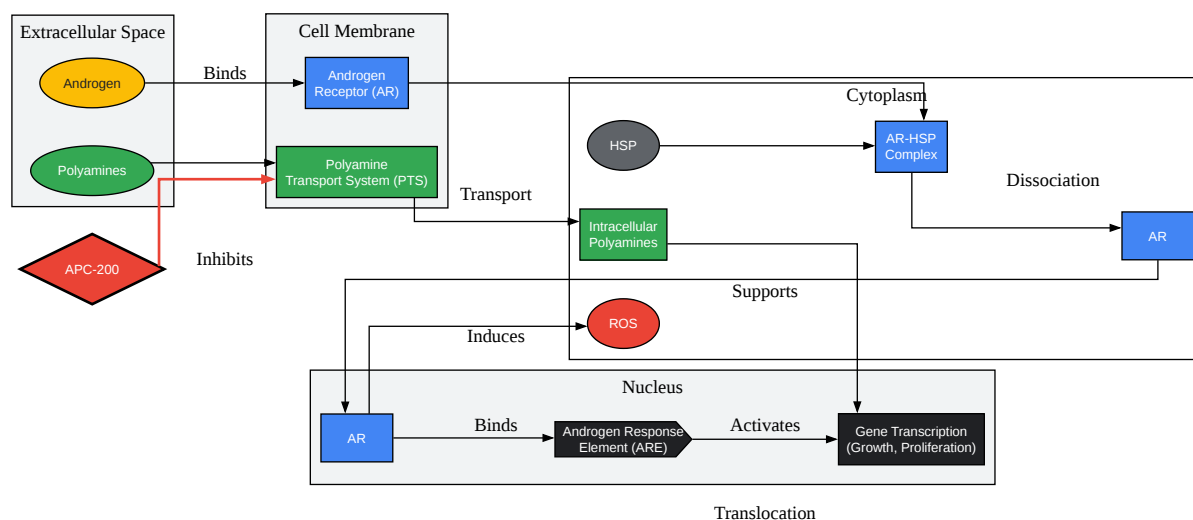 Extracellular Space
Androgen
Polyamines
APC-200
Inhibits
Binds
Cell Membrane
Androgen
Receptor (AR)
Polyamine
Transport System (PTS)
Transport
Cytoplasm
HSP
AR-HSP
Complex
Dissociation
Intracellular
Polyamines
AR
Supports
ROS
Induces
Nucleus
AR
Binds
Androgen Response
Element (ARE)
Activates
Gene Transcription
(Growth, Proliferation)
Translocation